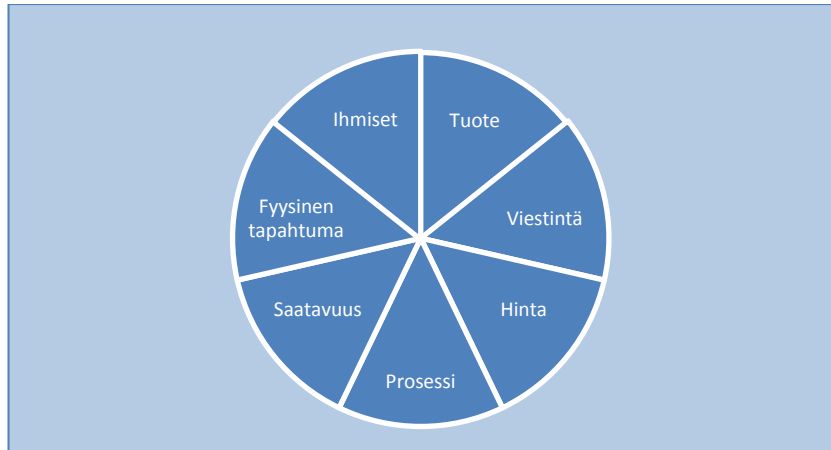 Ihmiset
Tuote
Fyysinen
tapahtuma
Viestintä
Saatavuus
Hinta
Prosessi